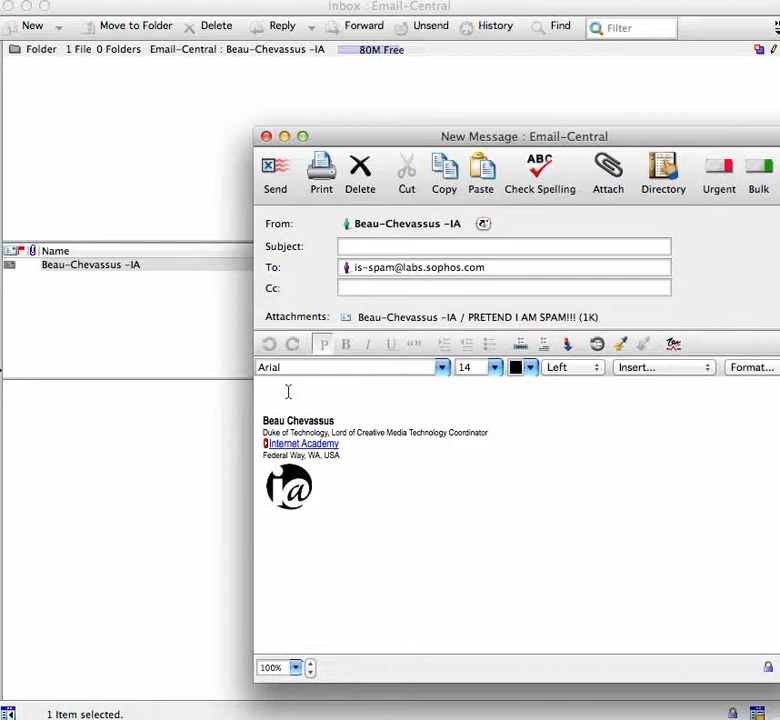 Inbox : Email-Central
New Move to Folder Delete Reply Forward Unsend History Find Filter
Folder 1 File 0 Folders Email-Central : Beau-Chevassus -IA 80M Free
New Message : Email-Central
Send Print Delete Cut Copy Paste ABC Check Spelling Attach Directory Urgent Bulk
From: Beau-Chevassus -IA
Subject:
Name
To: is-spam@labs.sophos.com
Beau-Chevassus -IA
Cc:
Attachments: Beau-Chevassus -IA / PRETEND I AM SPAM!!! (1K)
P B I U “”
Arial 14 Left Insert... Format...
Beau Chevassus
Duke of Technology, Lord of Creative Media Technology Coordinator
Internet Academy
Federal Way, WA, USA
ia
100%
1 Item selected.